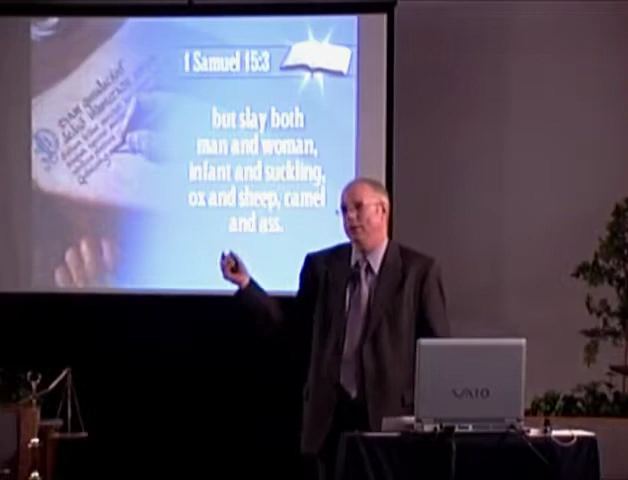 1 Samuel 15:3
but slay both
man and woman,
infant and suckling,
ox and sheep, camel
and ass.
VAIO